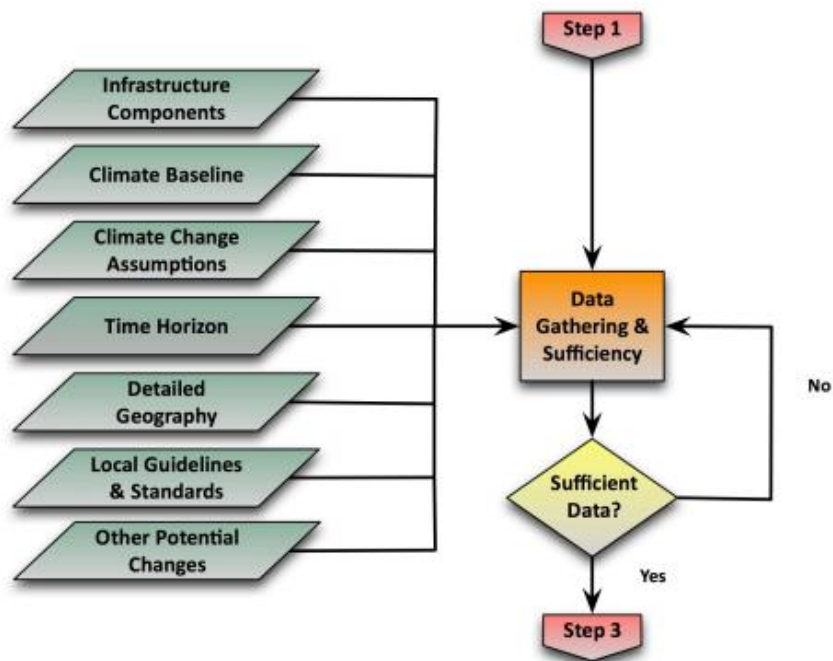 Step 1
Infrastructure
Components
Climate Baseline
Climate Change
Assumptions
Time Horizon
Detailed
Geography
Local Guidelines
& Standards
Other Potential
Changes
Data
Gathering &
Sufficiency
No
Sufficient
Data?
Yes
Step 3